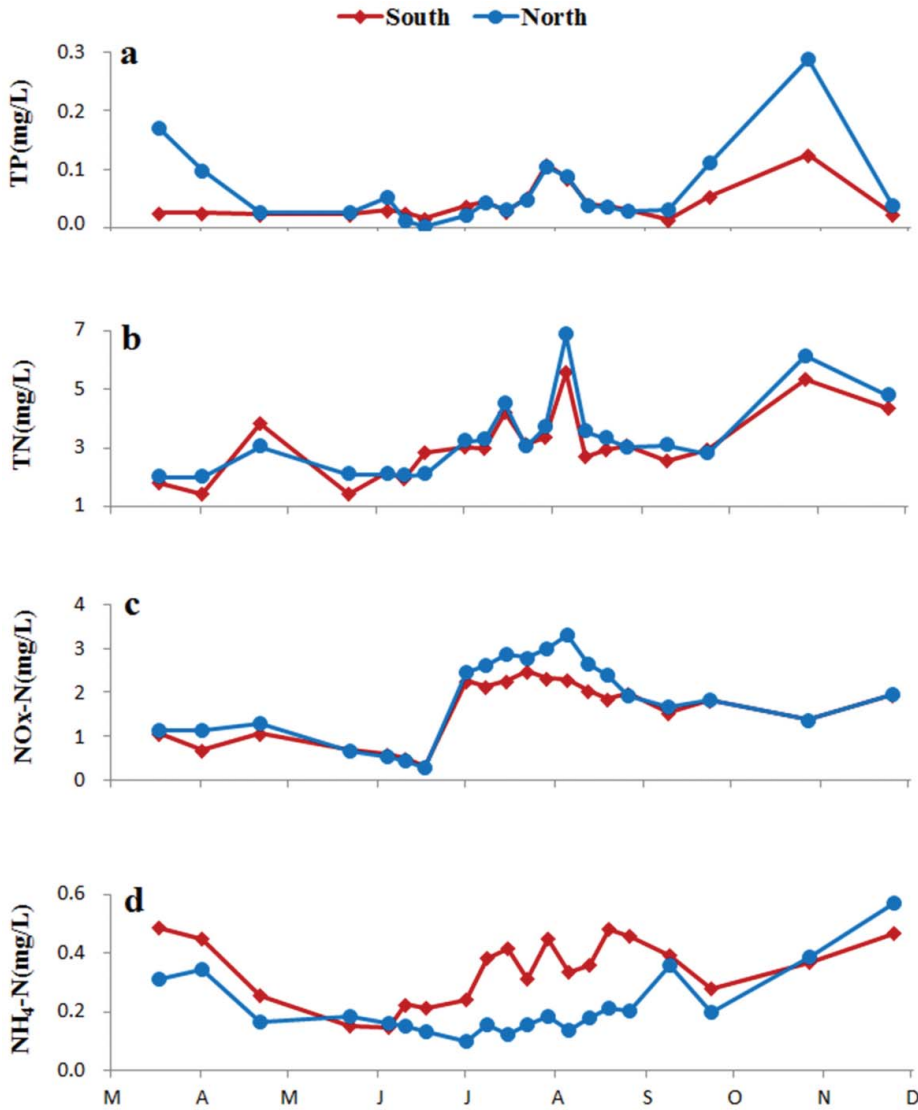 South North
a
TP(mg/L)
0.3
0.2
0.1
0.0
b
TN(mg/L)
7
5
3
1
c
NOx-N(mg/L)
4
3
2
1
0
d
NH₄-N(mg/L)
0.6
0.4
0.2
0.0
M A M J J A S O N D